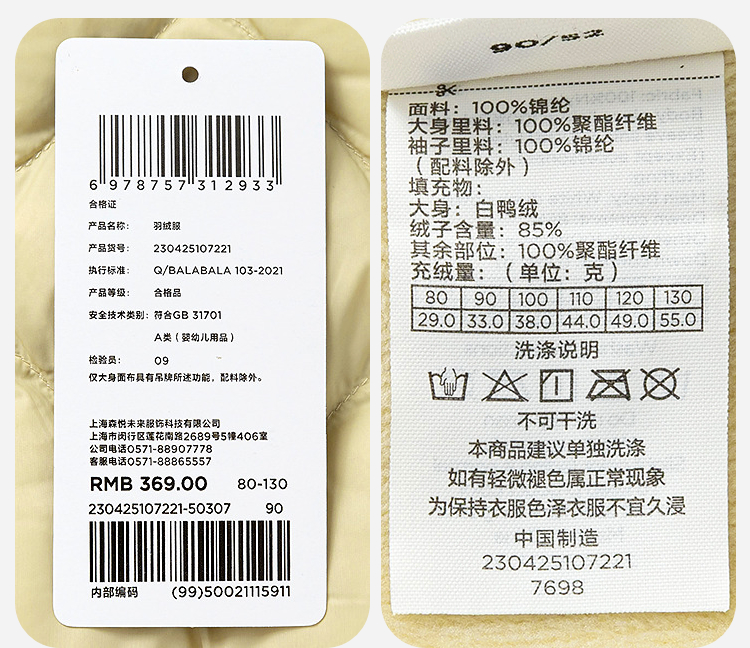 6 978757 312933
合格证
产品名称: 羽绒服
产品货号: 230425107221
执行标准: Q/BALABALA 103-2021
产品等级: 合格品
安全技术类别: 符合GB 31701
A类(婴幼儿用品)
检验员: 09
仅大身面布具有吊牌所述功能，配料除外。
上海森悦未来服饰科技有限公司
上海市闵行区莲花南路2689号5幢406室
公司电话0571-88907778
客服电话0571-88865557
RMB 369.00 80-130
230425107221-50307 90
内部编码 (99)50021115911
90/52
面料: 100%锦纶
大身里料: 100%聚酯纤维
袖子里料: 100%锦纶
(配料除外)
填充物:
大身: 白鸭绒
绒子含量: 85%
其余部位: 100%聚酯纤维
充绒量: (单位: 克)
80 90 100 110 120 130
29.0 33.0 38.0 44.0 49.0 55.0
洗涤说明
不可干洗
本商品建议单独洗涤
如有轻微褪色属正常现象
为保持衣服色泽衣服不宜久浸
中国制造
230425107221
7698